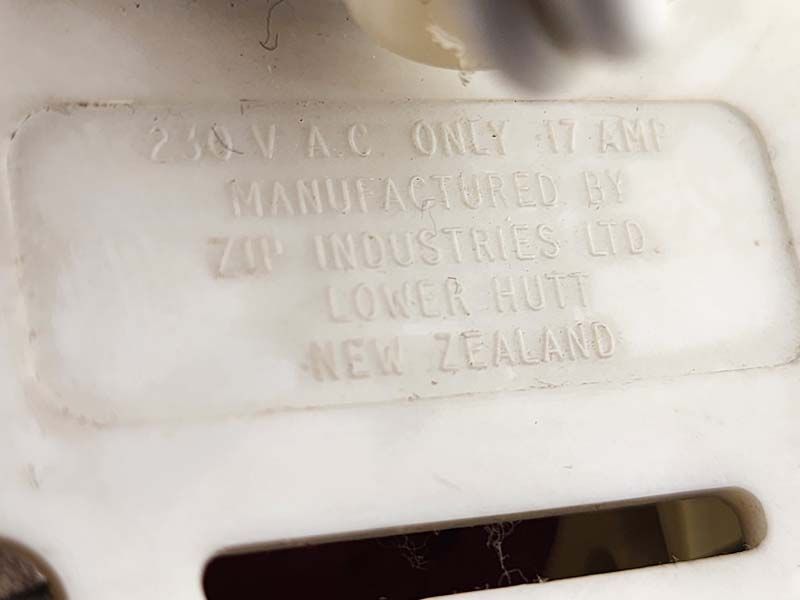 230 V A.C. ONLY 17 AMP
MANUFACTURED BY
ZIP INDUSTRIES LTD.
LOWER HUTT
NEW ZEALAND